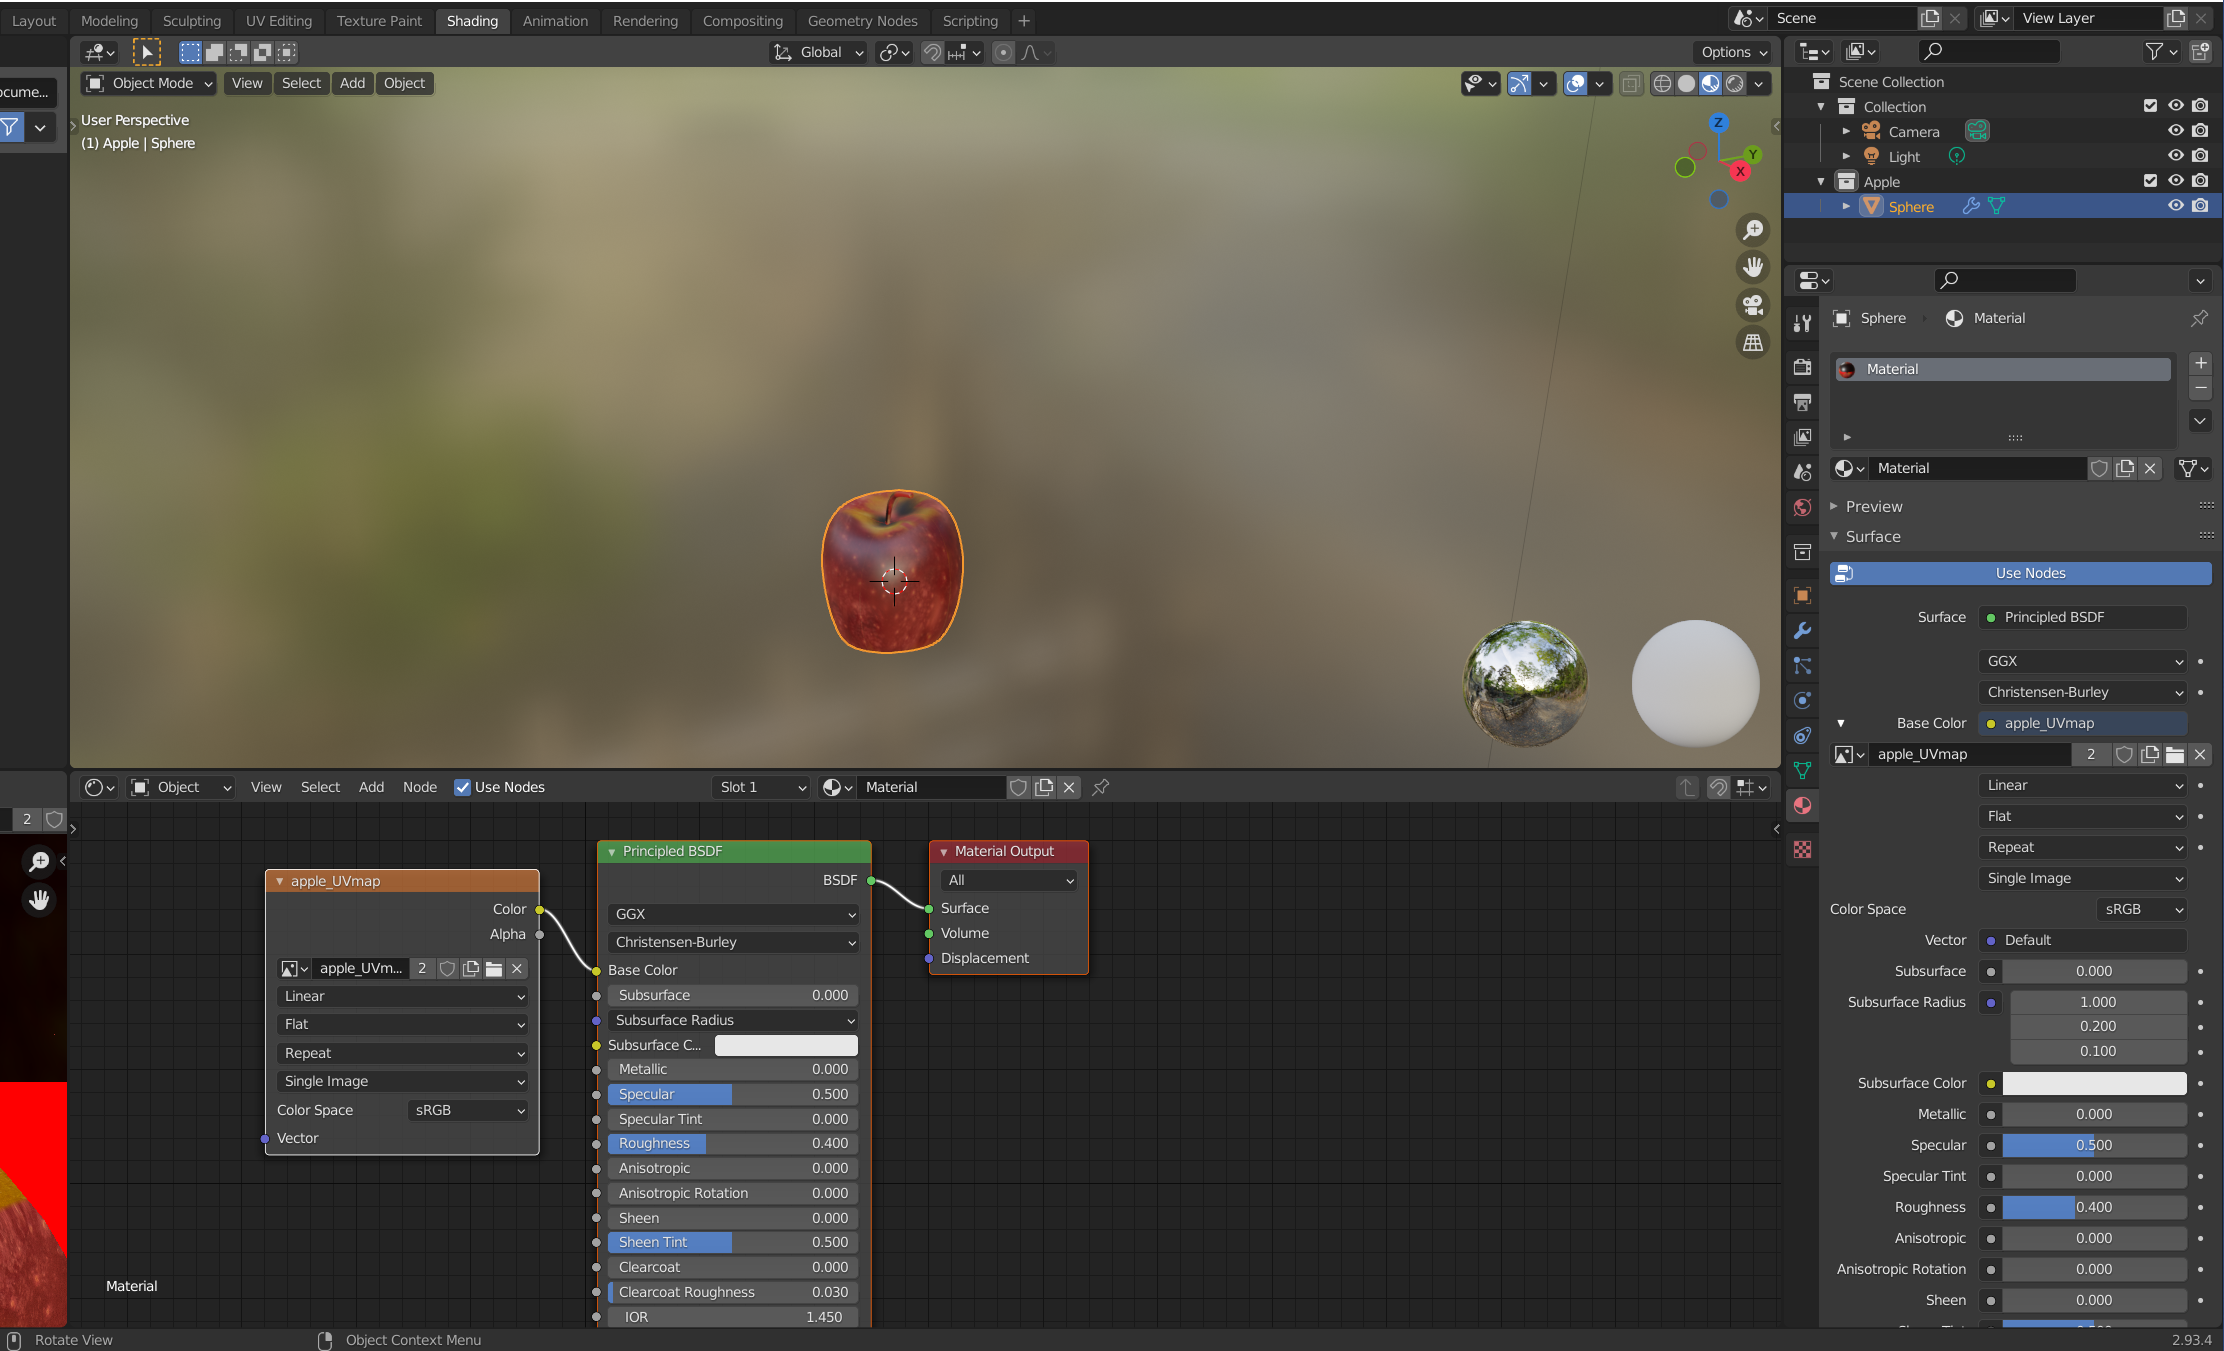 Layout Modeling Sculpting UV Editing Texture Paint Shading Animation Rendering Compositing Geometry Nodes Scripting +
Scene
View Layer
Global
Options
Object Mode View Select Add Object
User Perspective
(1) Apple | Sphere
Z
Y
X
ocume...
Scene Collection
Collection
Camera
Light
Apple
Sphere
Sphere Material
Material
Material
Preview
Surface
Use Nodes
Surface Principled BSDF
GGX
Christensen-Burley
Base Color apple_UVmap
apple_UVmap 2
Linear
Flat
Repeat
Single Image
Color Space sRGB
Vector Default
Subsurface 0.000
Subsurface Radius 1.000
0.200
0.100
Subsurface Color
Metallic 0.000
Specular 0.500
Specular Tint 0.000
Roughness 0.400
Anisotropic 0.000
Anisotropic Rotation 0.000
Sheen 0.000
Object View Select Add Node Use Nodes Slot 1 Material
2
apple_UVmap
Color
Alpha
apple_UVm... 2
Linear
Flat
Repeat
Single Image
Color Space sRGB
Vector
Principled BSDF
BSDF
GGX
Christensen-Burley
Base Color
Subsurface 0.000
Subsurface Radius
Subsurface C...
Metallic 0.000
Specular 0.500
Specular Tint 0.000
Roughness 0.400
Anisotropic 0.000
Anisotropic Rotation 0.000
Sheen 0.000
Sheen Tint 0.500
Clearcoat 0.000
Clearcoat Roughness 0.030
IOR 1.450
Material Output
All
Surface
Volume
Displacement
Material
Rotate View Object Context Menu 2.93.4